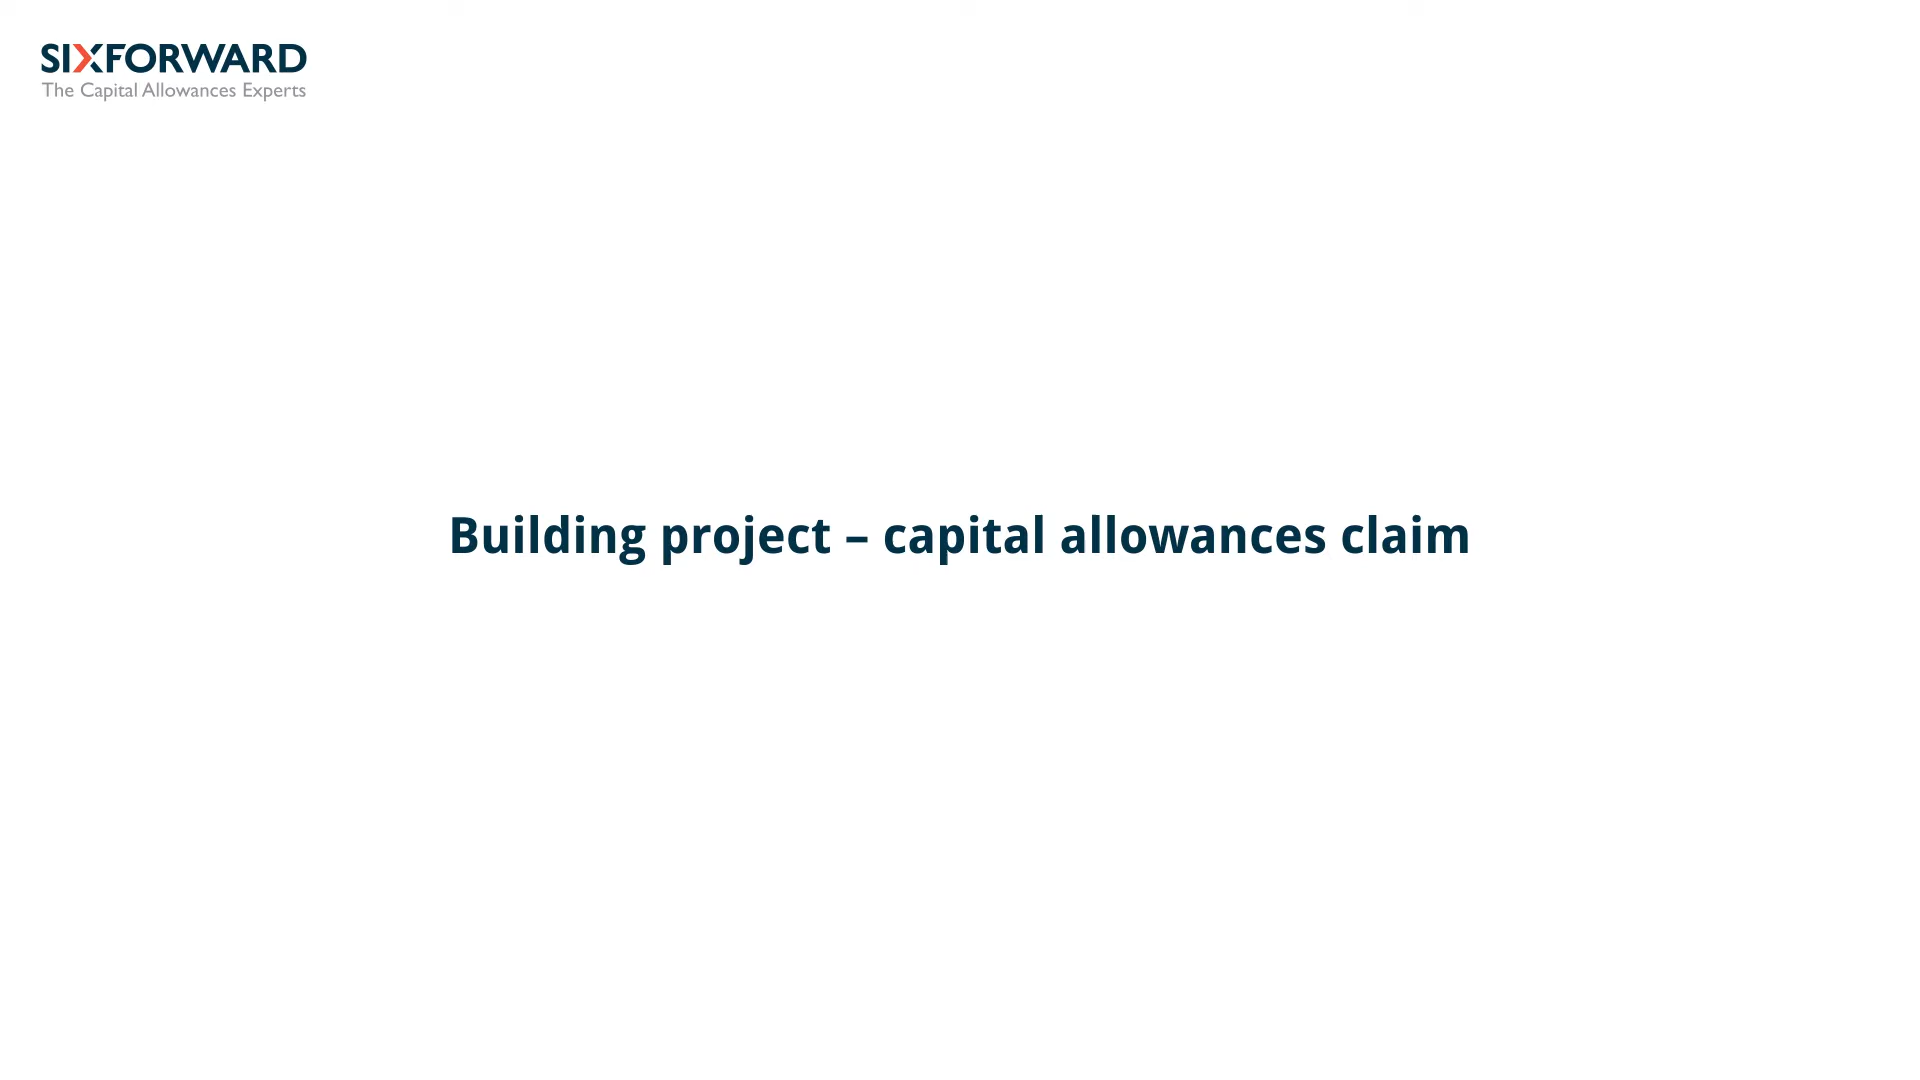 SIXFORWARD
The Capital Allowances Experts
Building project – capital allowances claim